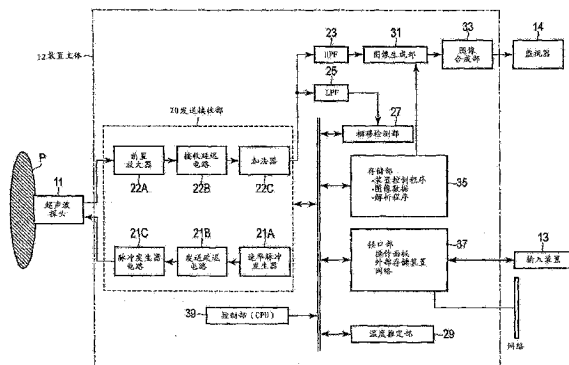 12装置主体
20发送接收部
P
11
超声波
探头
前置
放大器
22A
接收延迟
电路
22B
加法器
22C
21C
脉冲发生器
电路
21B
发送延迟
电路
21A
速率脉冲
发生器
23
HPF
25
LPF
31
图像生成部
33
图像
合成部
14
监视器
27
相移检测部
存储部
·装置控制程序
·图像数据
·解析程序
35
接口部
操作面板
外部存储装置
网络
37
13
输入装置
网络
39
控制部(CPU)
温度推定部
29